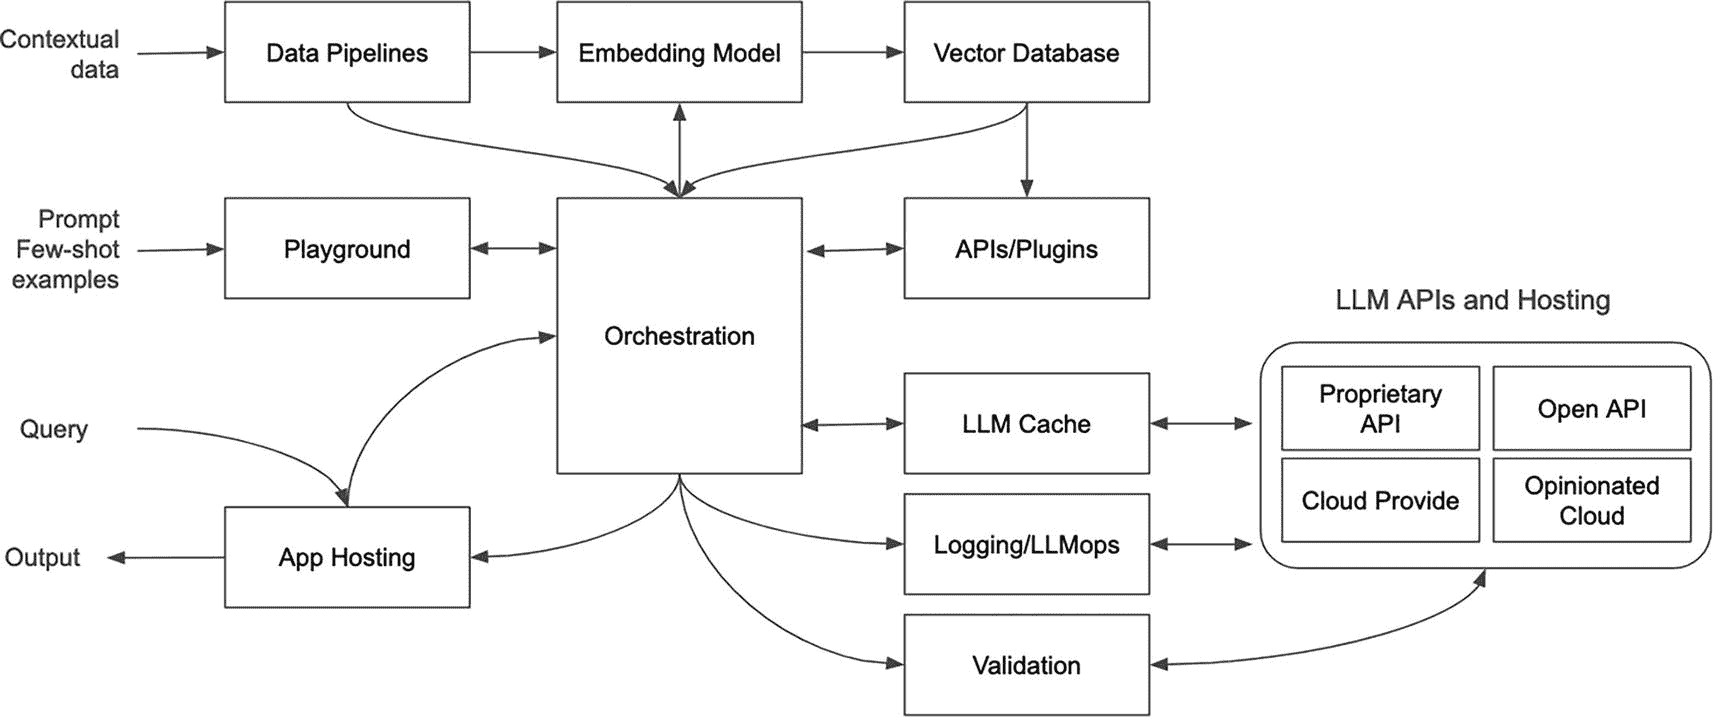 Contextual
data
Data Pipelines
Embedding Model
Vector Database
Prompt
Few-shot
examples
Playground
Orchestration
APIs/Plugins
LLM APIs and Hosting
Proprietary
API
Open API
Query
LLM Cache
Cloud Provide
Opinionated
Cloud
Output
App Hosting
Logging/LLMops
Validation